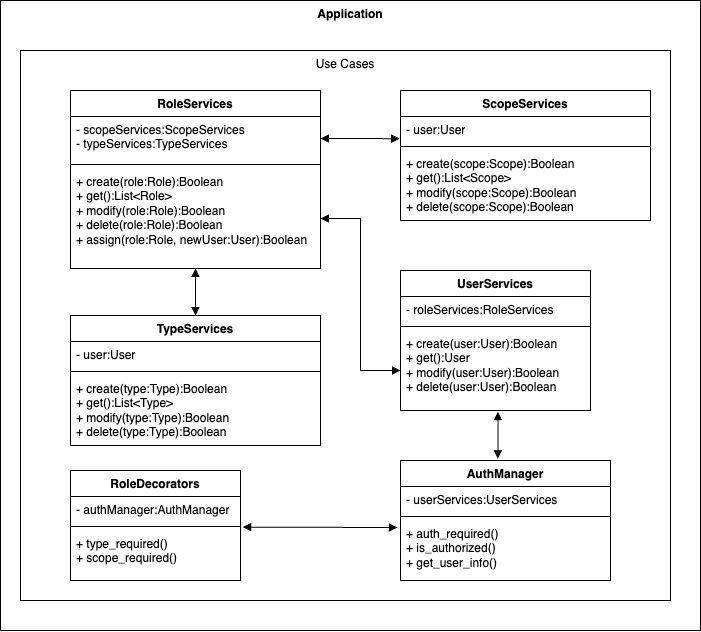 Application
Use Cases
RoleServices
- scopeServices:ScopeServices
- typeServices:TypeServices
+ create(role:Role):Boolean
+ get():List<Role>
+ modify(role:Role):Boolean
+ delete(role:Role):Boolean
+ assign(role:Role, newUser:User):Boolean
ScopeServices
- user:User
+ create(scope:Scope):Boolean
+ get():List<Scope>
+ modify(scope:Scope):Boolean
+ delete(scope:Scope):Boolean
UserServices
- roleServices:RoleServices
+ create(user:User):Boolean
+ get():User
+ modify(user:User):Boolean
+ delete(user:User):Boolean
TypeServices
- user:User
+ create(type:Type):Boolean
+ get():List<Type>
+ modify(type:Type):Boolean
+ delete(type:Type):Boolean
RoleDecorators
- authManager:AuthManager
+ type_required()
+ scope_required()
AuthManager
- userServices:UserServices
+ auth_required()
+ is_authorized()
+ get_user_info()